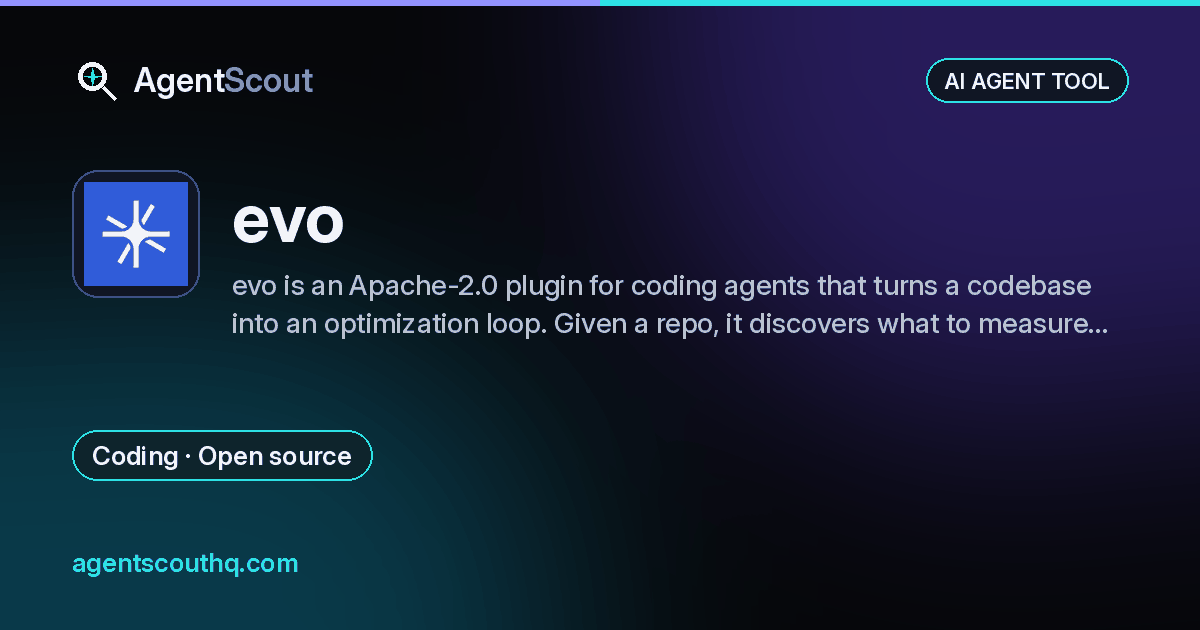 AgentScout
AI AGENT TOOL
evo
evo is an Apache-2.0 plugin for coding agents that turns a codebase
into an optimization loop. Given a repo, it discovers what to measure...
Coding · Open source
agentscouthq.com